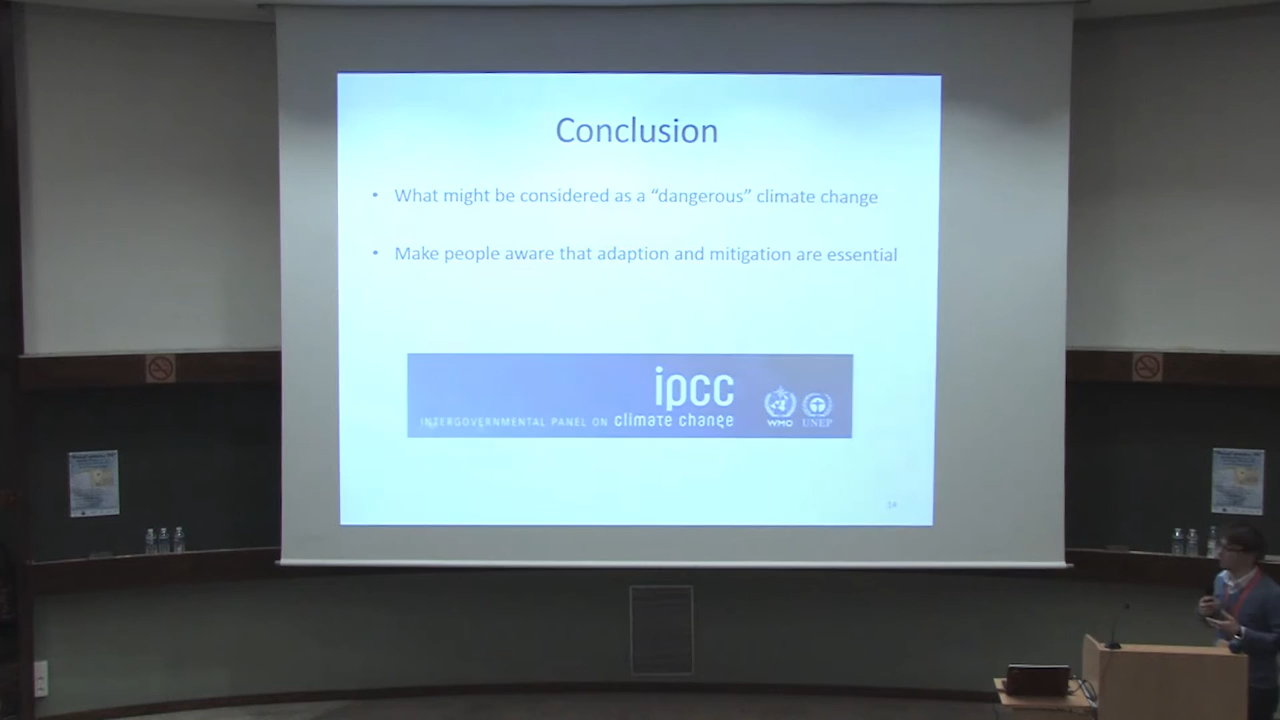 Conclusion
• What might be considered as a “dangerous” climate change
• Make people aware that adaption and mitigation are essential
ipcc
INTERGOVERNMENTAL PANEL ON climate change
WMO UNEP